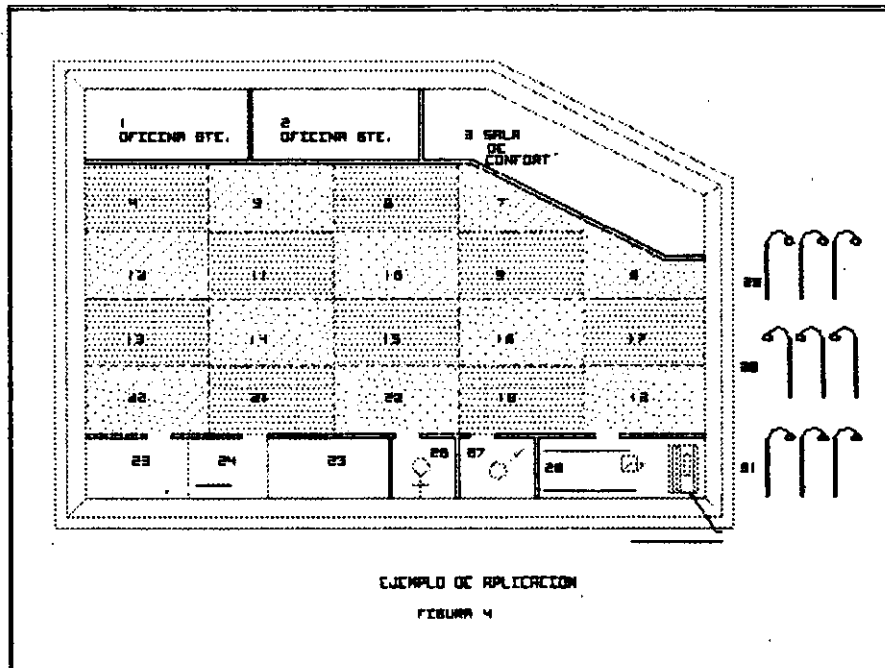 1
OFICINA GTE.
2
OFICINA GTE.
3 SALA
DE
CONFORT
4 5 6 7
12 11 10 9 8
13 14 15 16 17
22 21 20 19 18
23 24 25 26 27 28
29
30
31
EJEMPLO DE APLICACION
FIGURA 4